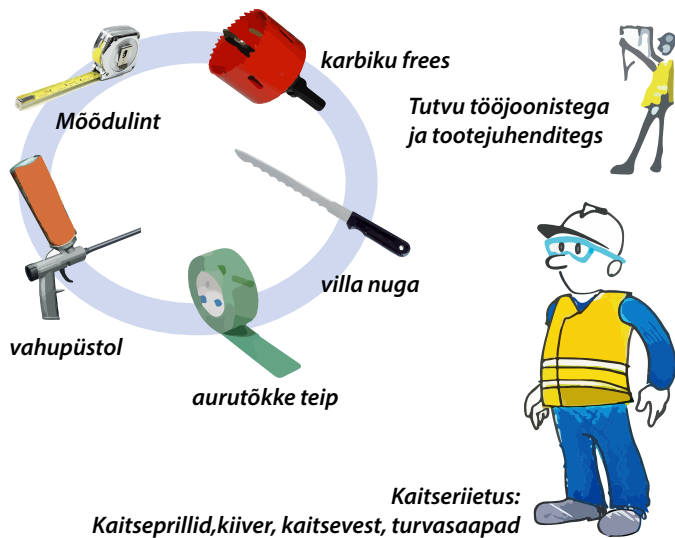 karbiku frees
Mõõdulint
Tutvu tööjoonistega
ja tootejuhenditegs
villa nuga
vahupüstol
aurutõkke teip
Kaitseriietus:
Kaitseprillid,kiiver, kaitsevest, turvasaapad